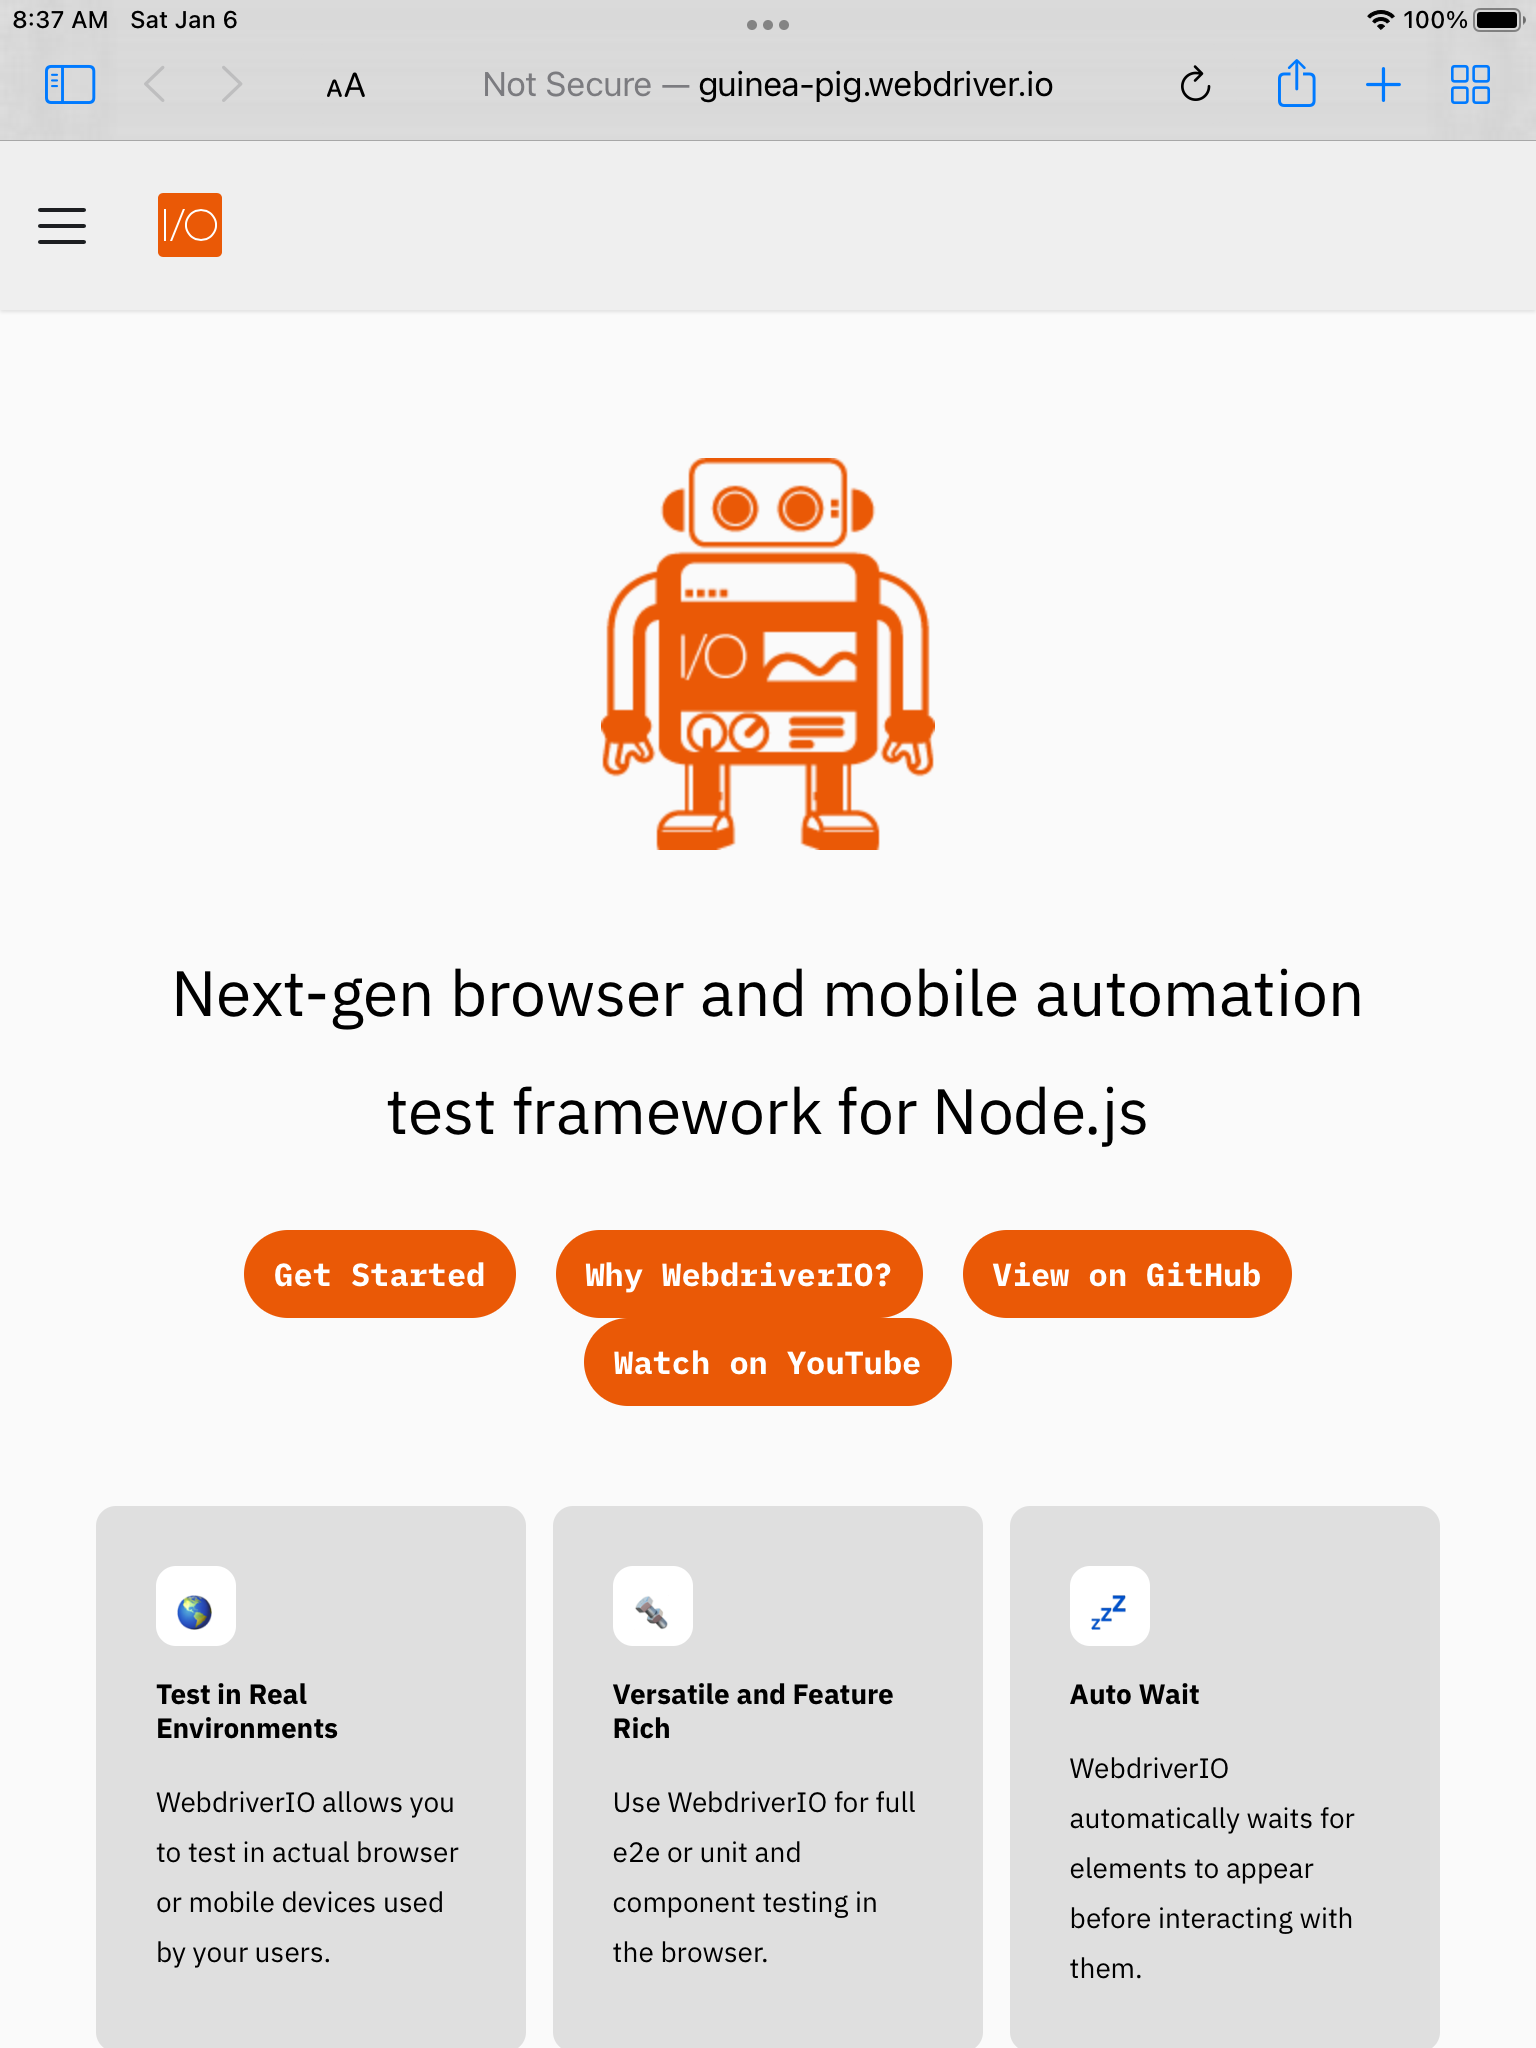 8:37 AM Sat Jan 6
100%
AA
Not Secure — guinea-pig.webdriver.io
I/O
I/O
Next-gen browser and mobile automation
test framework for Node.js
Get Started
Why WebdriverIO?
View on GitHub
Watch on YouTube
Test in Real
Environments
WebdriverIO allows you
to test in actual browser
or mobile devices used
by your users.
Versatile and Feature
Rich
Use WebdriverIO for full
e2e or unit and
component testing in
the browser.
zzZ
Auto Wait
WebdriverIO
automatically waits for
elements to appear
before interacting with
them.